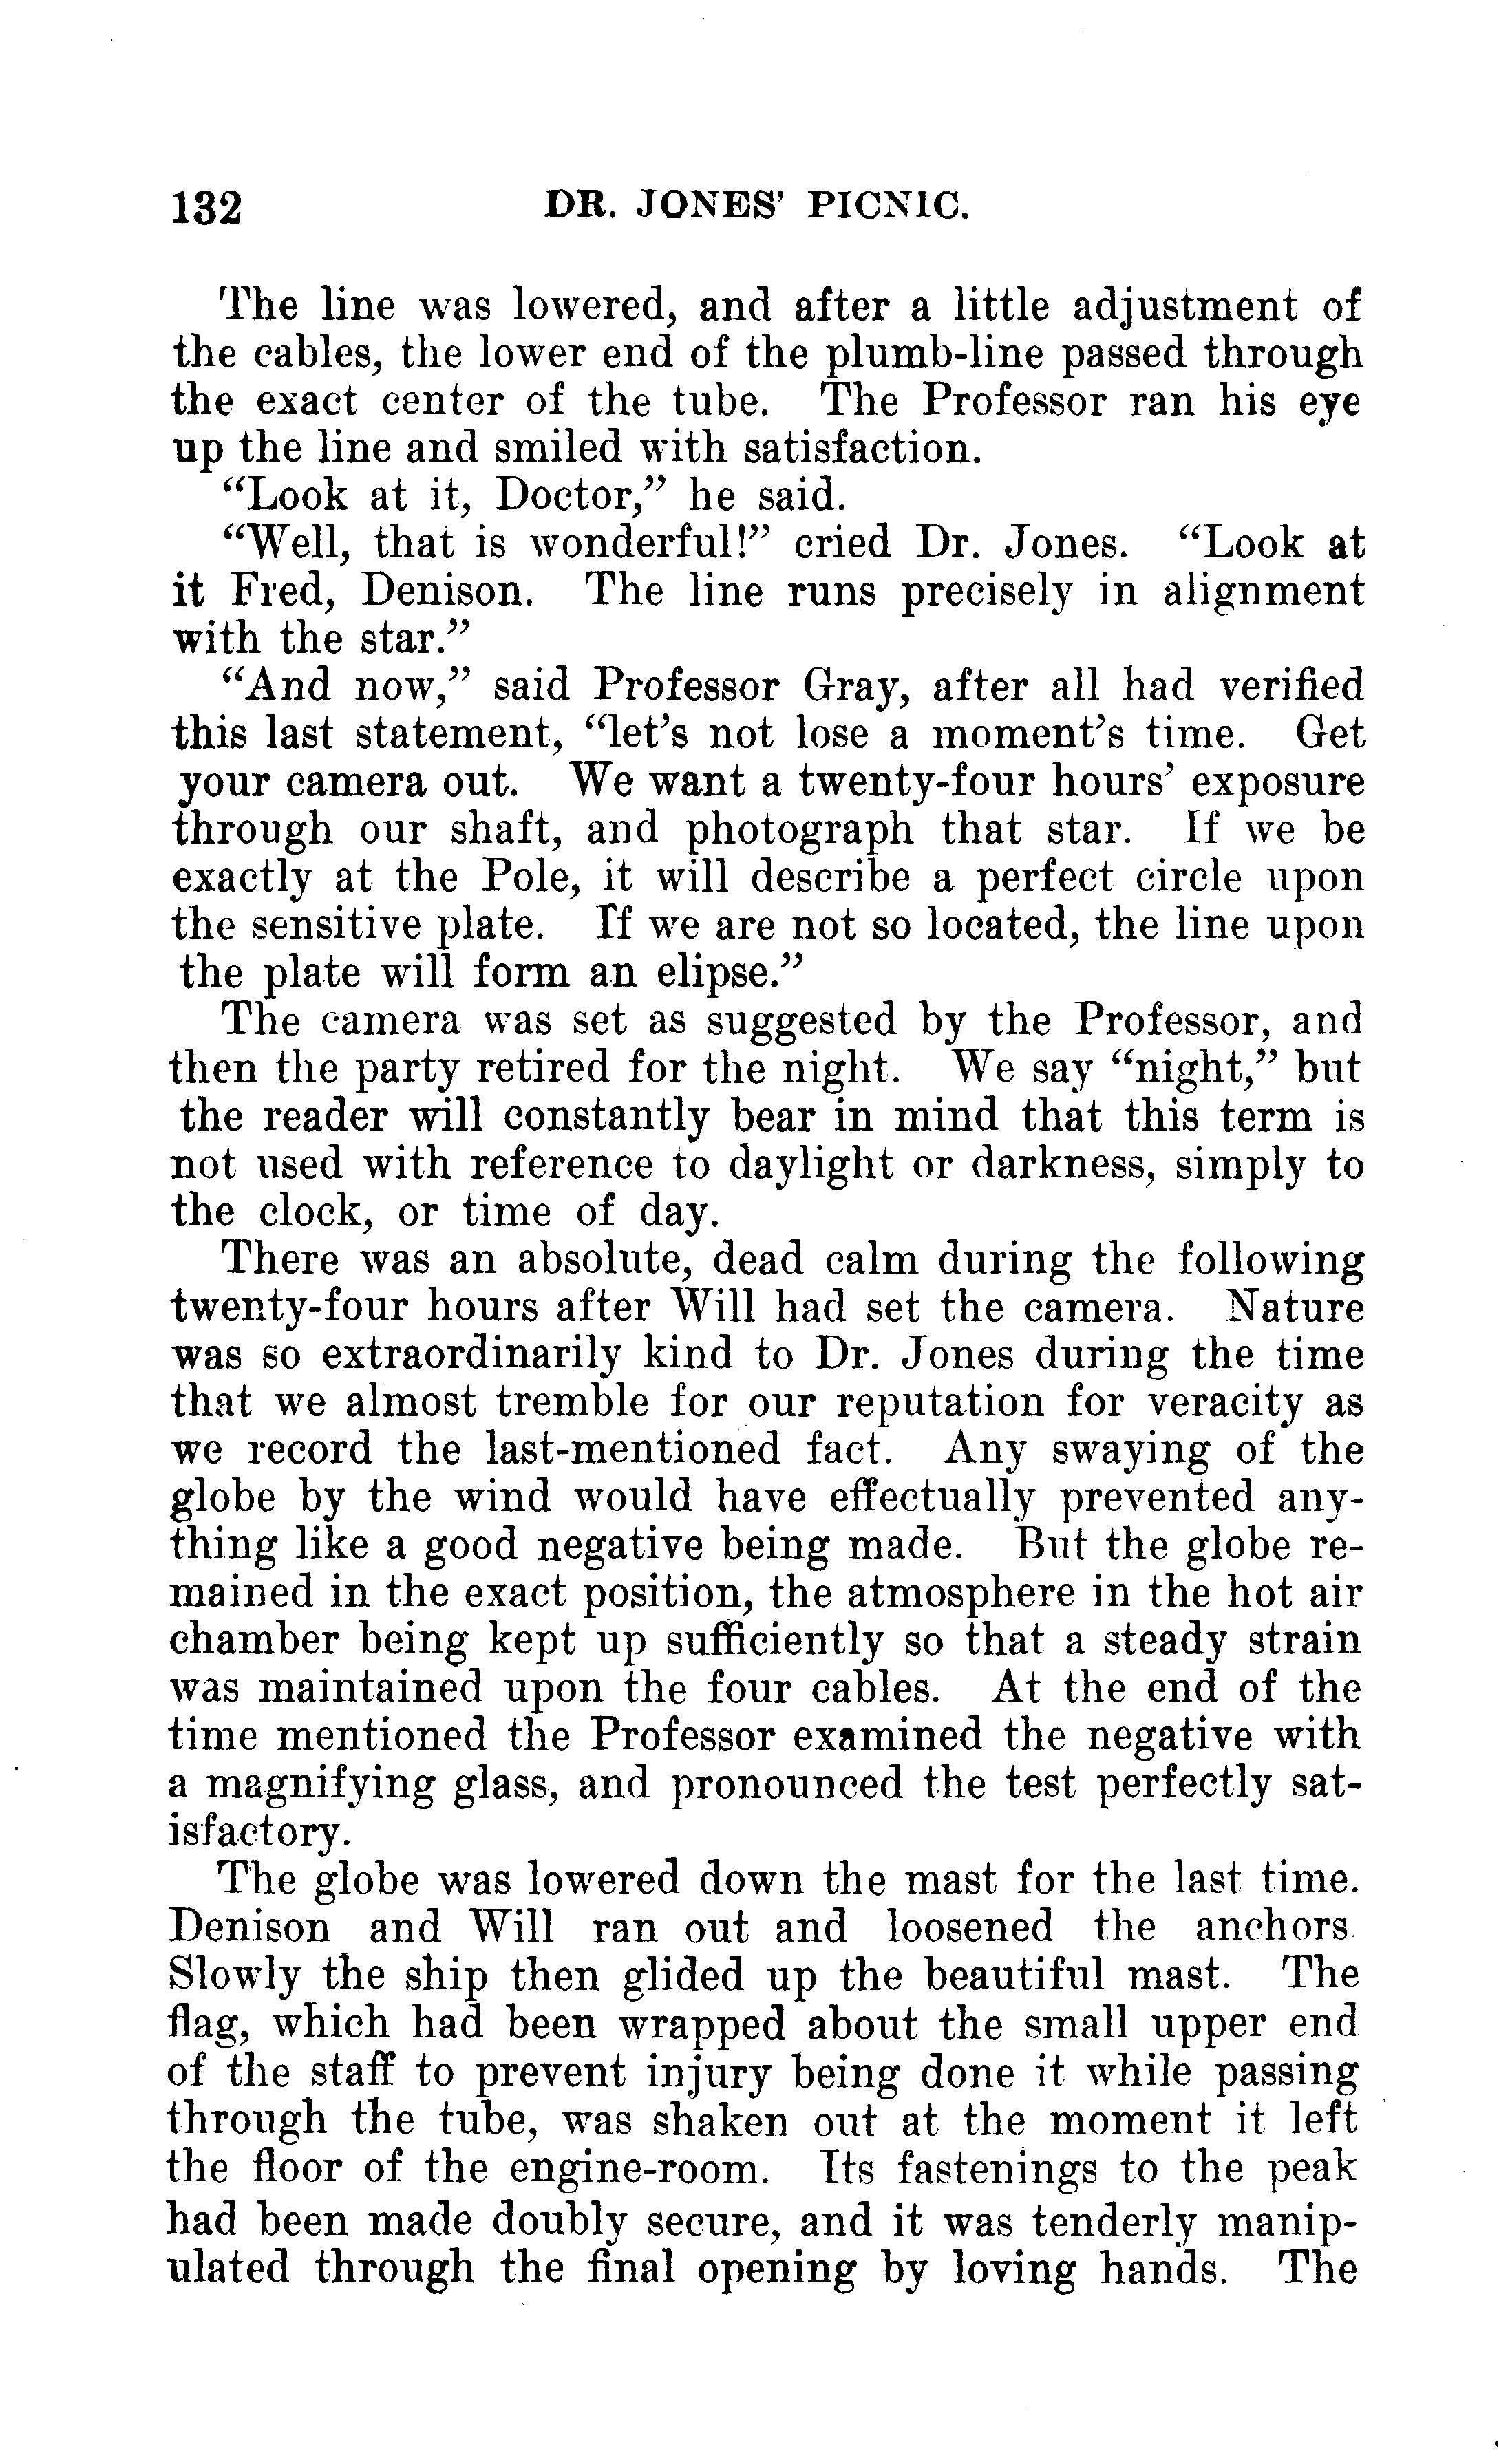 132 DR. JONES' PICNIC.
The line was lowered, and after a little adjustment of
the cables, the lower end of the plumb-line passed through
the exact center of the tube. The Professor ran his eye
up the line and smiled with satisfaction.
“Look at it, Doctor,” he said.
“Well, that is wonderful!” cried Dr. Jones. “Look at
it Fred, Denison. The line runs precisely in alignment
with the star.”
“And now,” said Professor Gray, after all had verified
this last statement, “let’s not lose a moment’s time. Get
your camera out. We want a twenty-four hours’ exposure
through our shaft, and photograph that star. If we be
exactly at the Pole, it will describe a perfect circle upon
the sensitive plate. If we are not so located, the line upon
the plate will form an elipse.”
The camera was set as suggested by the Professor, and
then the party retired for the night. We say “night,” but
the reader will constantly bear in mind that this term is
not used with reference to daylight or darkness, simply to
the clock, or time of day.
There was an absolute, dead calm during the following
twenty-four hours after Will had set the camera. Nature
was so extraordinarily kind to Dr. Jones during the time
that we almost tremble for our reputation for veracity as
we record the last-mentioned fact. Any swaying of the
globe by the wind would have effectually prevented any-
thing like a good negative being made. But the globe re-
mained in the exact position, the atmosphere in the hot air
chamber being kept up sufficiently so that a steady strain
was maintained upon the four cables. At the end of the
time mentioned the Professor examined the negative with
a magnifying glass, and pronounced the test perfectly sat-
isfactory.
The globe was lowered down the mast for the last time.
Denison and Will ran out and loosened the anchors.
Slowly the ship then glided up the beautiful mast. The
flag, which had been wrapped about the small upper end
of the staff to prevent injury being done it while passing
through the tube, was shaken out at the moment it left
the floor of the engine-room. Its fastenings to the peak
had been made doubly secure, and it was tenderly manip-
ulated through the final opening by loving hands. The